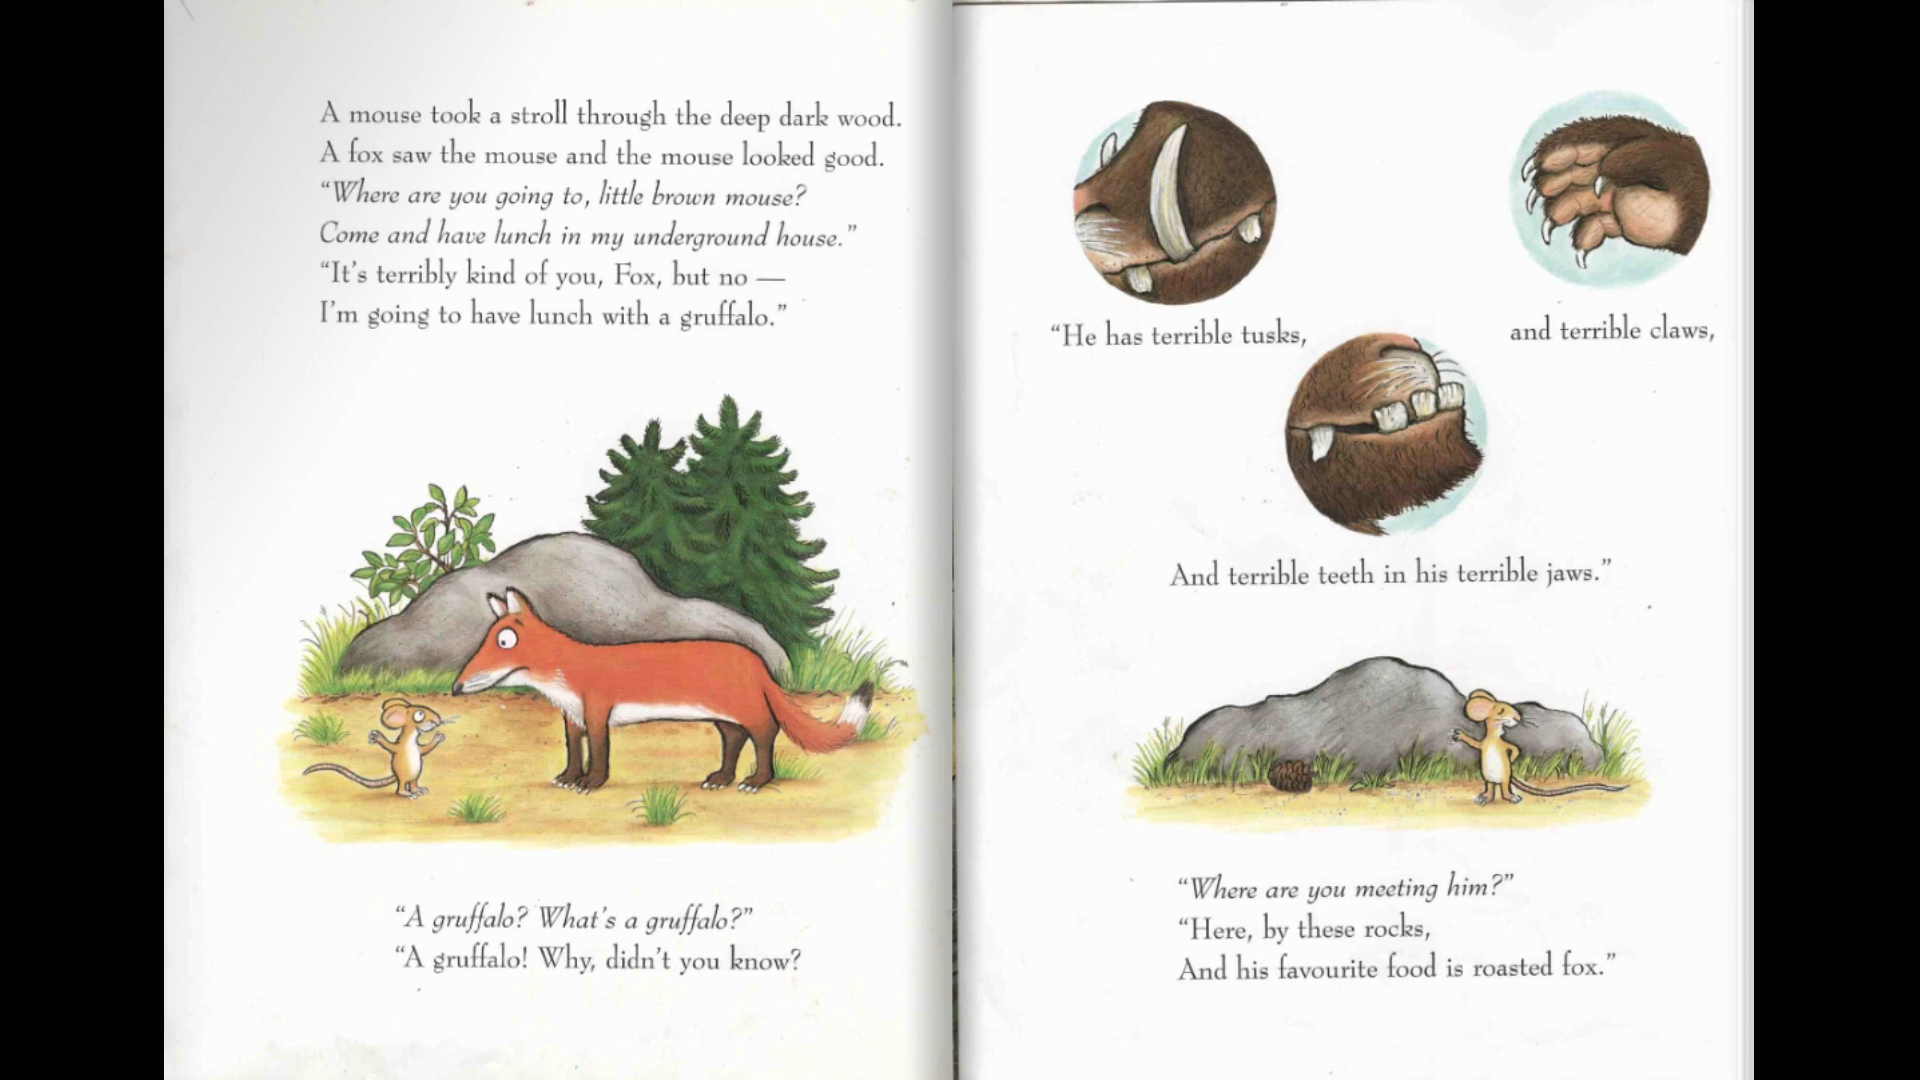 A mouse took a stroll through the deep dark wood.
A fox saw the mouse and the mouse looked good.
“Where are you going to, little brown mouse?
Come and have lunch in my underground house.”
“It’s terribly kind of you, Fox, but no —
I’m going to have lunch with a gruffalo.”
“A gruffalo? What’s a gruffalo?”
“A gruffalo! Why, didn’t you know?
“He has terrible tusks,
and terrible claws,
And terrible teeth in his terrible jaws.”
“Where are you meeting him?”
“Here, by these rocks,
And his favourite food is roasted fox.”